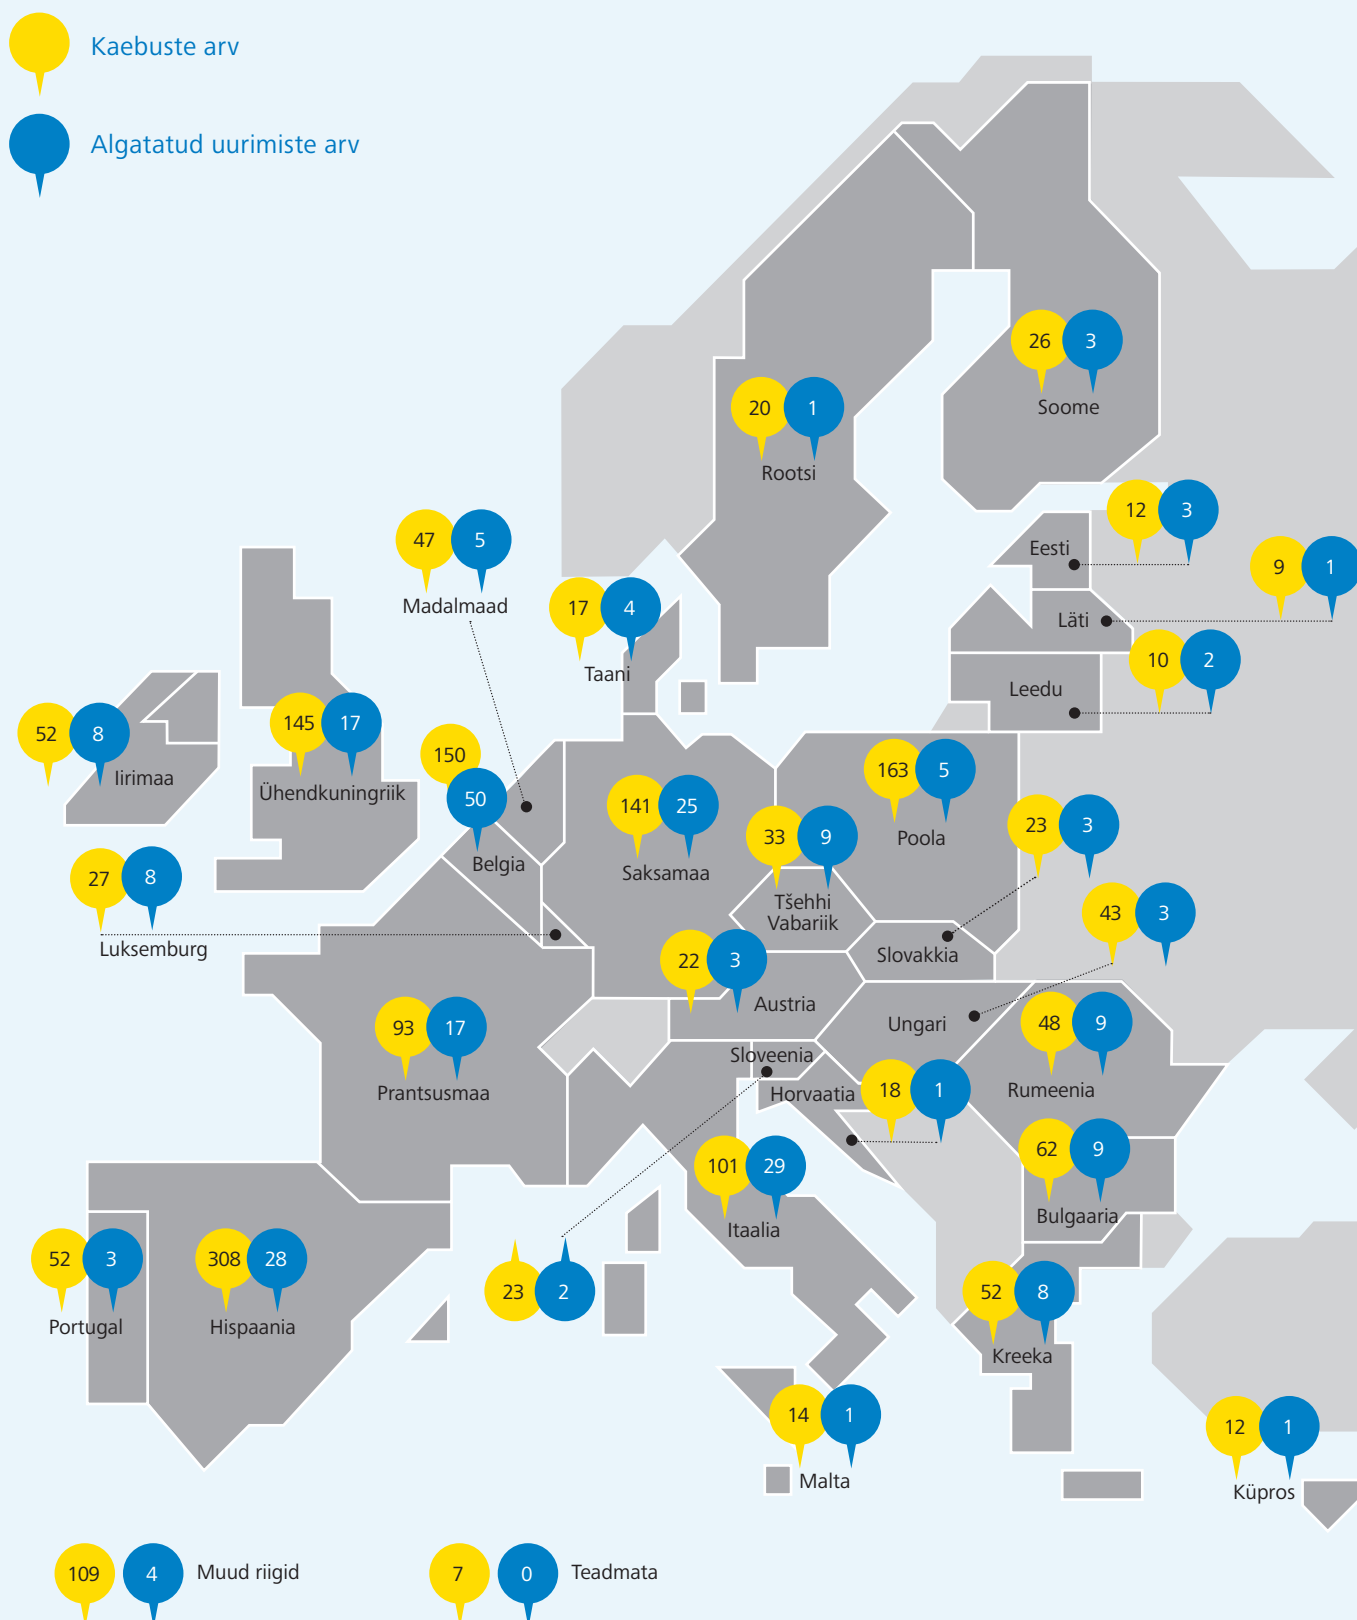 Kaebuste arv
Algatatud uurimiste arv
26 3
Soome
20 1
Rootsi
12 3
Eesti
9 1
Läti
10 2
Leedu
47 5
Madalmaad
17 4
Taani
52 8
Iirimaa
145 17
Ühendkuningriik
150
50
Belgia
141 25
Saksamaa
163 5
Poola
33 9
Tšehhi
Vabariik
23 3
Slovakkia
27 8
Luksemburg
43 3
Ungari
22 3
Austria
93 17
Prantsusmaa
48 9
Rumeenia
Sloveenia
23 2
Horvaatia
18 1
62 9
Bulgaaria
101 29
Itaalia
52 3
Portugal
308 28
Hispaania
52 8
Kreeka
14 1
Malta
12 1
Küpros
109 4 Muud riigid
7 0 Teadmata